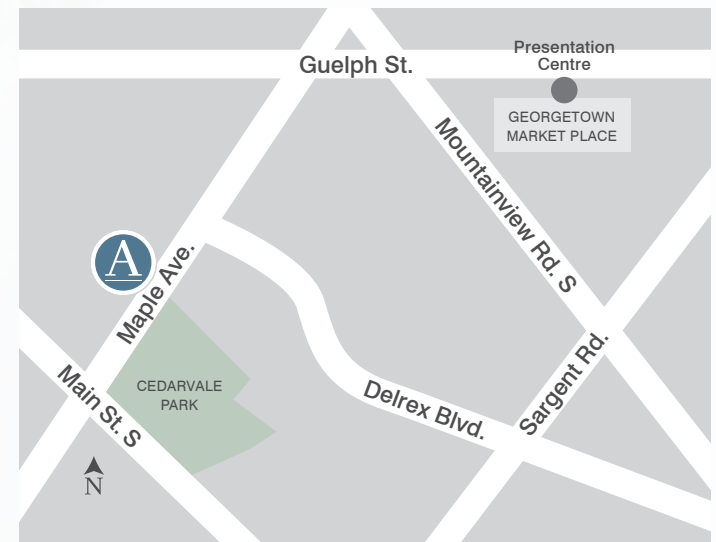 Guelph St.
Presentation
Centre
GEORGETOWN
MARKET PLACE
Mountainview Rd. S
A
Maple Ave.
Sargent Rd.
CEDARVALE
PARK
Main St. S
Delrex Blvd.
N